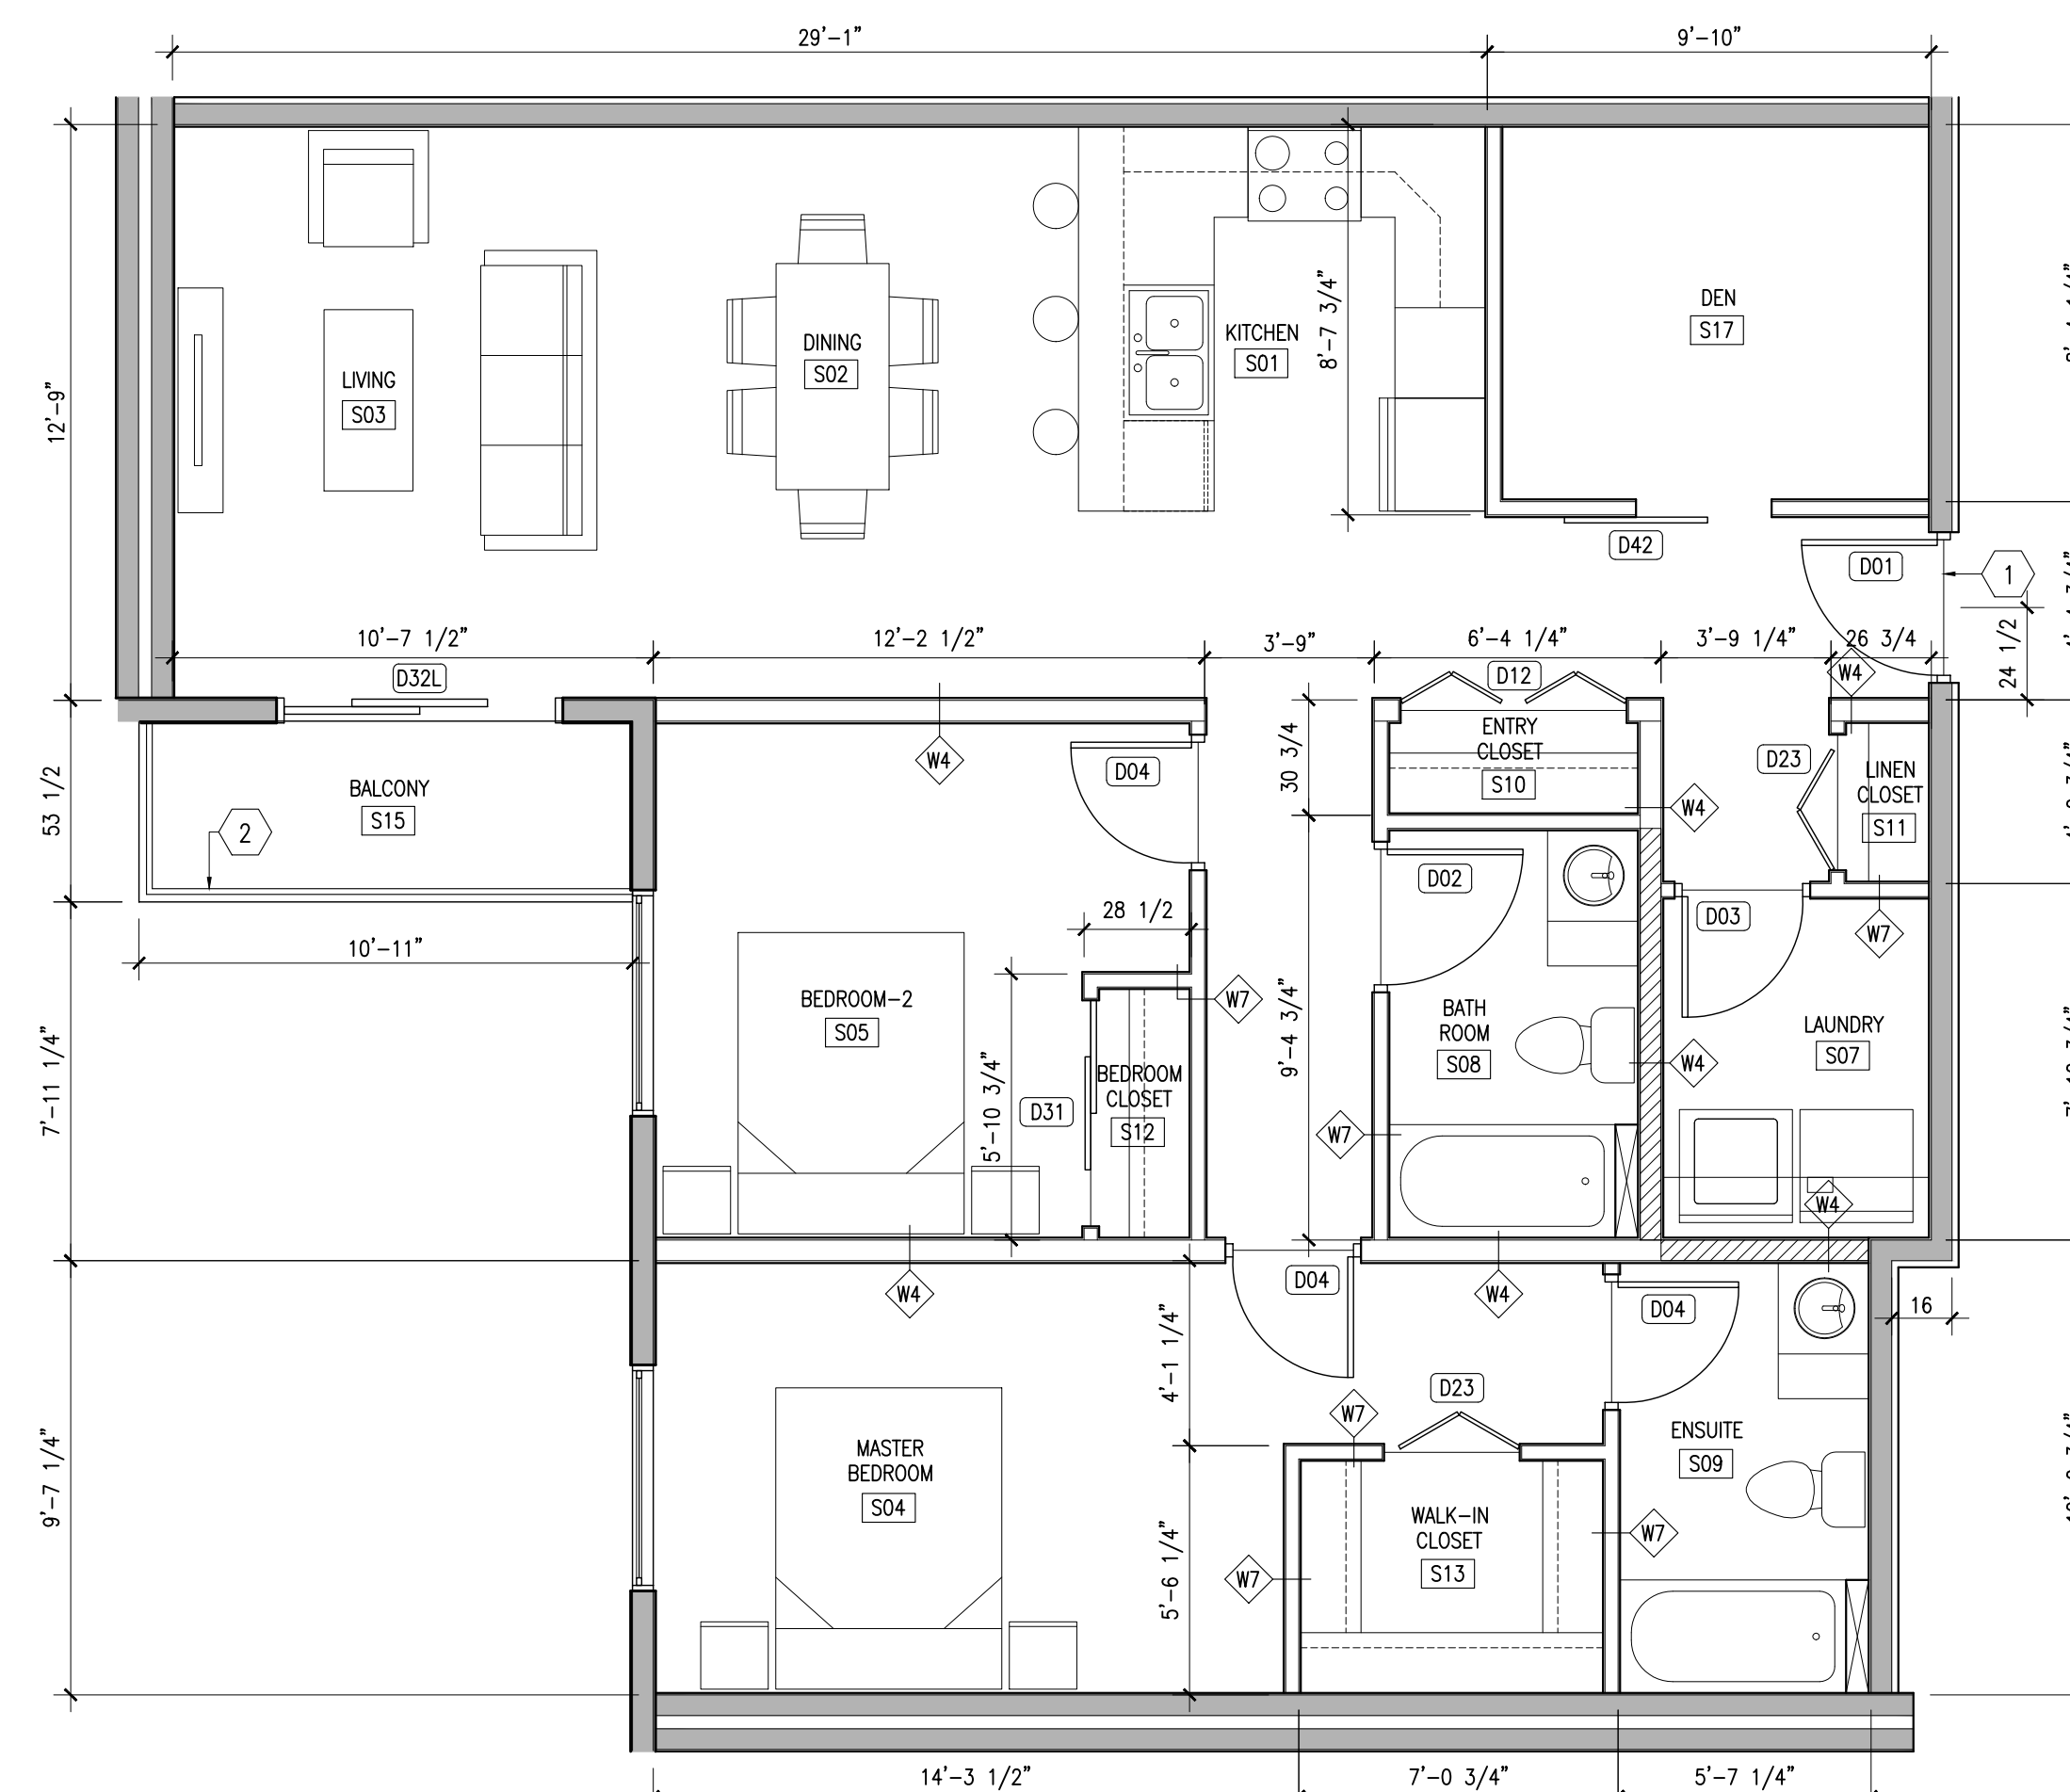 29'-1"
9'-10"
12'-9"
LIVING
S03
DINING
S02
KITCHEN
S01
8'-7 3/4"
DEN
S17
D42
D01
1
24 1/2
10'-7 1/2"
12'-2 1/2"
3'-9"
6'-4 1/4"
3'-9 1/4"
26 3/4
D32L
D12
W4
53 1/2
BALCONY
S15
2
W4
D04
30 3/4
ENTRY
CLOSET
S10
W4
D23
LINEN
CLOSET
S11
10'-11"
28 1/2
D02
D03
W7
7'-11 1/4"
BEDROOM-2
S05
W7
9'-4 3/4"
BATH
ROOM
S08
W4
LAUNDRY
S07
5'-10 3/4"
D31
BEDROOM
CLOSET
S12
W7
W4
W4
D04
W4
D04
16
4'-1 1/4"
D23
W7
9'-7 1/4"
MASTER
BEDROOM
S04
ENSUITE
S09
5'-6 1/4"
W7
WALK-IN
CLOSET
S13
W7
14'-3 1/2"
7'-0 3/4"
5'-7 1/4"